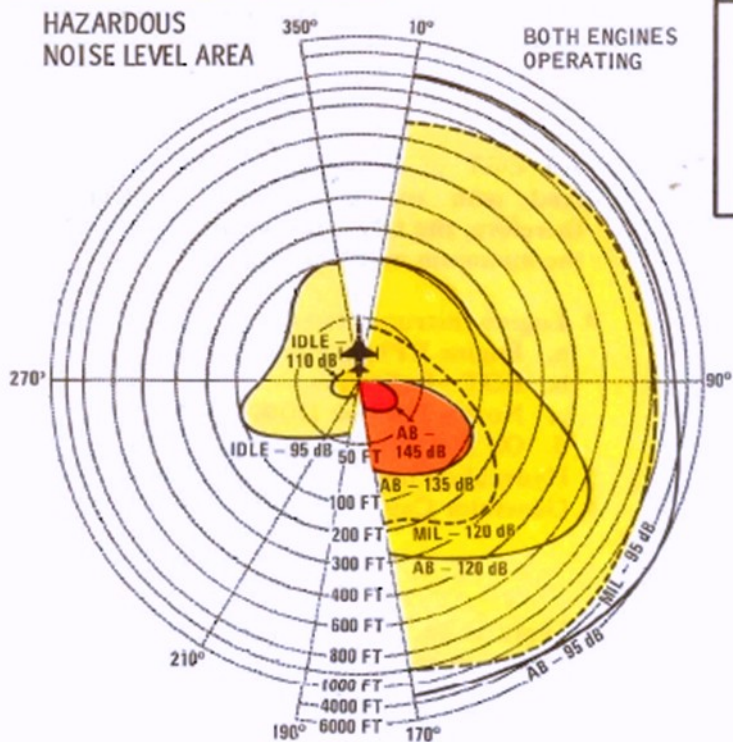 HAZARDOUS
NOISE LEVEL AREA
350°
10°
BOTH ENGINES
OPERATING
IDLE –
110 dB
270°
90°
AB –
145 dB
IDLE – 95 dB
50 FT
AB – 135 dB
100 FT
MIL – 120 dB
200 FT
AB – 120 dB
300 FT
400 FT
MIL – 95 dB
600 FT
AB – 95 dB
800 FT
210°
1000 FT
4000 FT
190°
6000 FT
170°